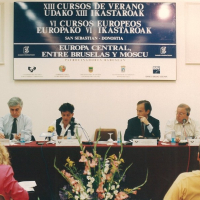 XIII CURSOS DE VERANO
UDAKO XIII IKASTAROAK
VI CURSOS EUROPEOS
EUROPAKO VI IKASTAROAK
SAN SEBASTIAN - DONOSTIA
EUROPA CENTRAL,
ENTRE BRUSELAS Y MOSCU